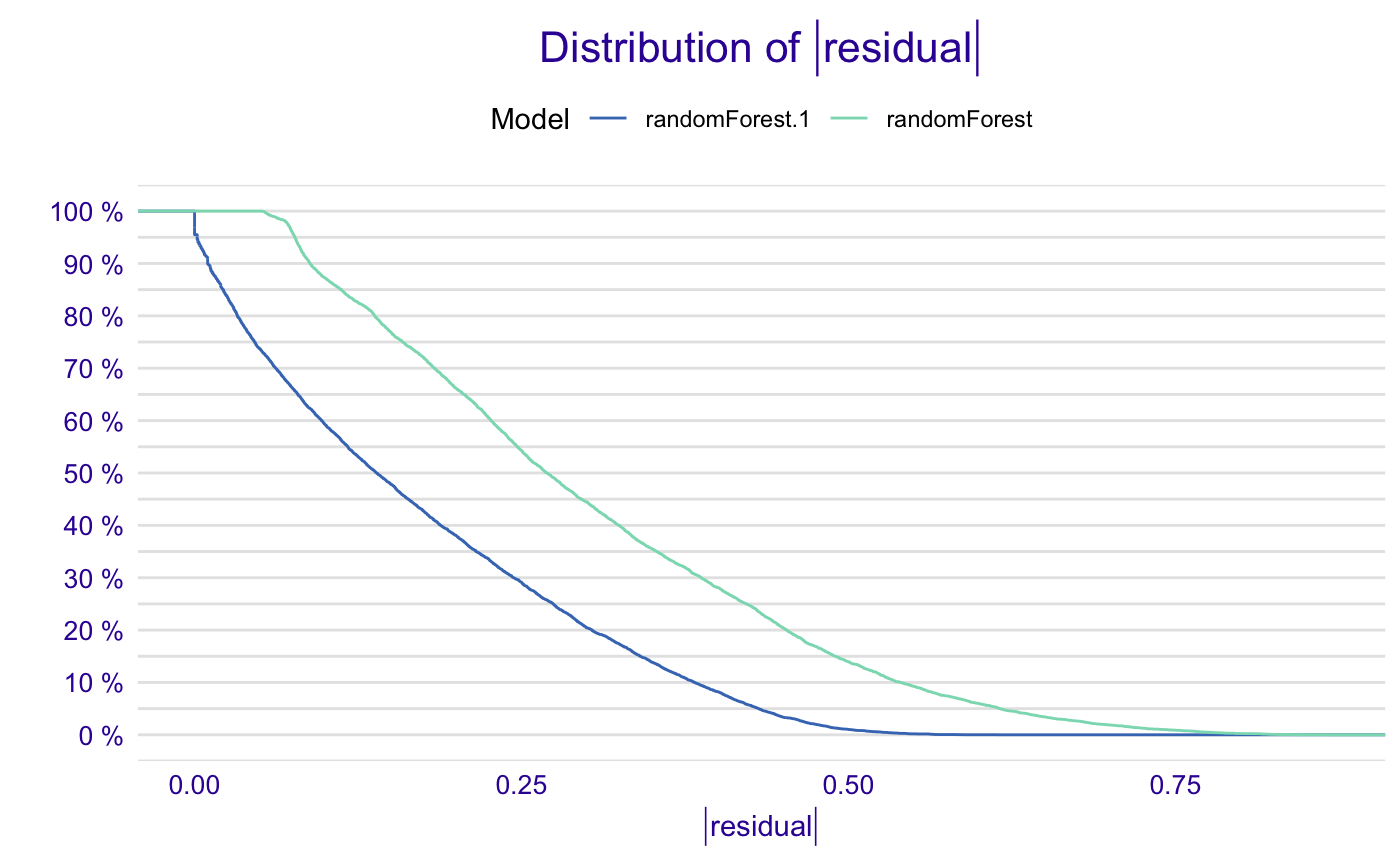 Distribution of |residual|
Model randomForest.1 randomForest
100 %
90 %
80 %
70 %
60 %
50 %
40 %
30 %
20 %
10 %
0 %
0.00 0.25 0.50 0.75
|residual|